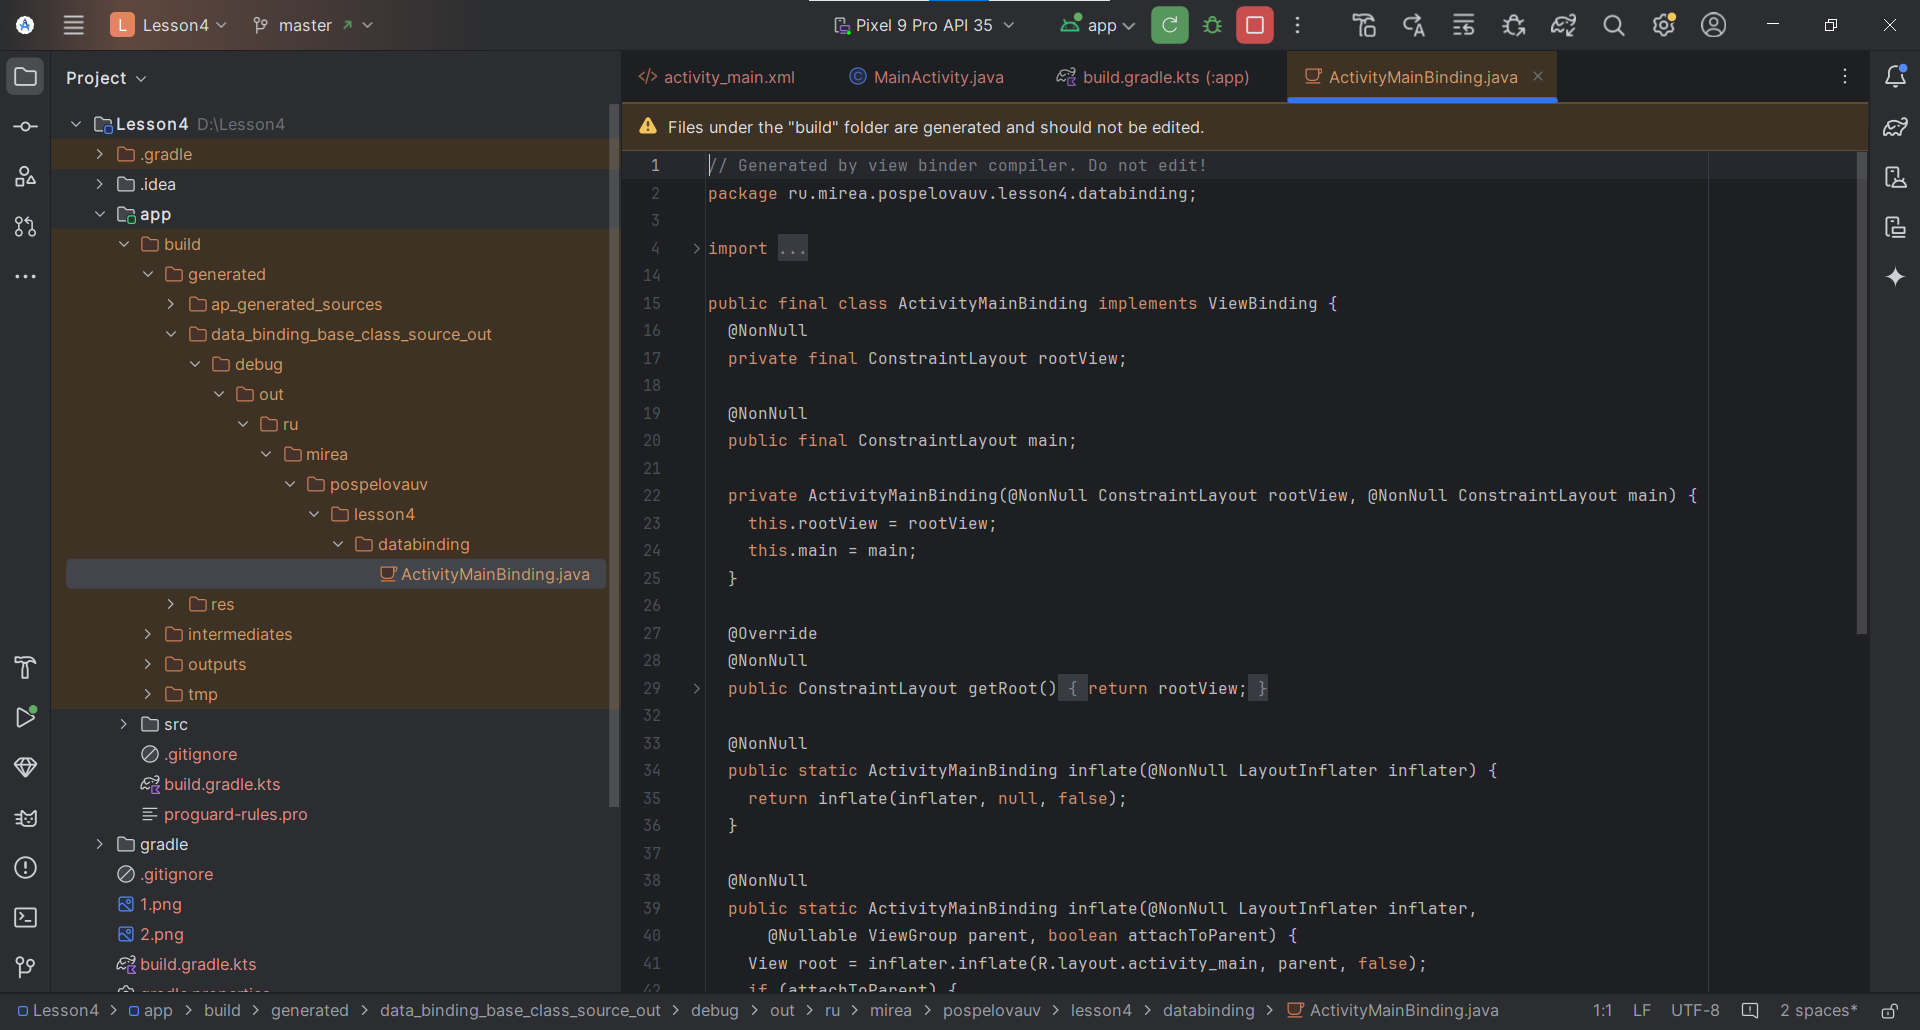 L Lesson4 master Pixel 9 Pro API 35 app
Project
Lesson4 D:\Lesson4
.gradle
.idea
app
build
generated
ap_generated_sources
data_binding_base_class_source_out
debug
out
ru
mirea
pospelovauv
lesson4
databinding
ActivityMainBinding.java
res
intermediates
outputs
tmp
src
.gitignore
build.gradle.kts
proguard-rules.pro
gradle
.gitignore
1.png
2.png
build.gradle.kts
activity_main.xml MainActivity.java build.gradle.kts (:app) ActivityMainBinding.java
Files under the "build" folder are generated and should not be edited.
1 // Generated by view binder compiler. Do not edit!
2 package ru.mirea.pospelovauv.lesson4.databinding;
3
4 import ...
14
15 public final class ActivityMainBinding implements ViewBinding {
16 @NonNull
17 private final ConstraintLayout rootView;
18
19 @NonNull
20 public final ConstraintLayout main;
21
22 private ActivityMainBinding(@NonNull ConstraintLayout rootView, @NonNull ConstraintLayout main) {
23 this.rootView = rootView;
24 this.main = main;
25 }
26
27 @Override
28 @NonNull
29 public ConstraintLayout getRoot() { return rootView; }
32
33 @NonNull
34 public static ActivityMainBinding inflate(@NonNull LayoutInflater inflater) {
35 return inflate(inflater, null, false);
36 }
37
38 @NonNull
39 public static ActivityMainBinding inflate(@NonNull LayoutInflater inflater,
40 @Nullable ViewGroup parent, boolean attachToParent) {
41 View root = inflater.inflate(R.layout.activity_main, parent, false);
42 if (attachToParent) {
Lesson4 > app > build > generated > data_binding_base_class_source_out > debug > out > ru > mirea > pospelovauv > lesson4 > databinding > ActivityMainBinding.java 1:1 LF UTF-8 2 spaces*